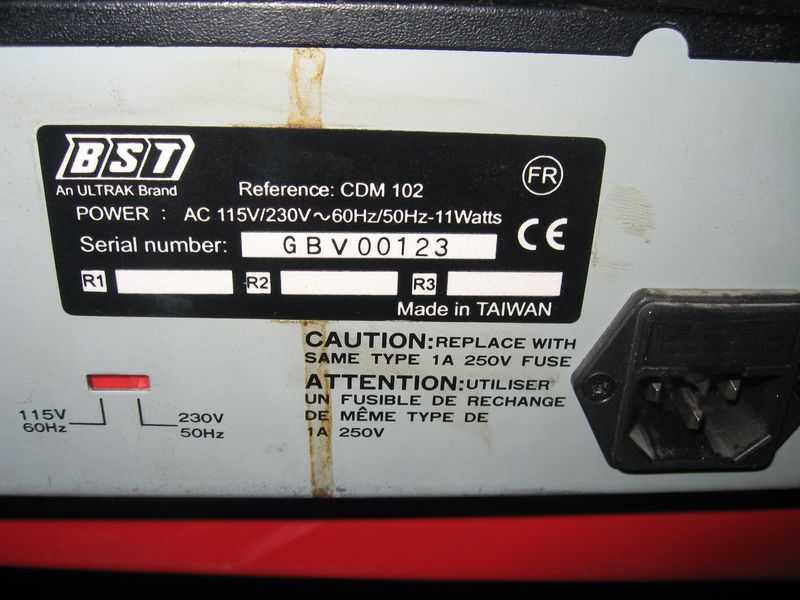 BST
An ULTRAK Brand
FR
Reference: CDM 102
POWER : AC 115V/230V～60Hz/50Hz-11Watts
Serial number: GBV00123
CE
R1 R2 R3
Made in TAIWAN
CAUTION:REPLACE WITH
SAME TYPE 1A 250V FUSE
ATTENTION:UTILISER
UN FUSIBLE DE RECHANGE
DE MÊME TYPE DE
1A 250V
115V
60Hz
230V
50Hz